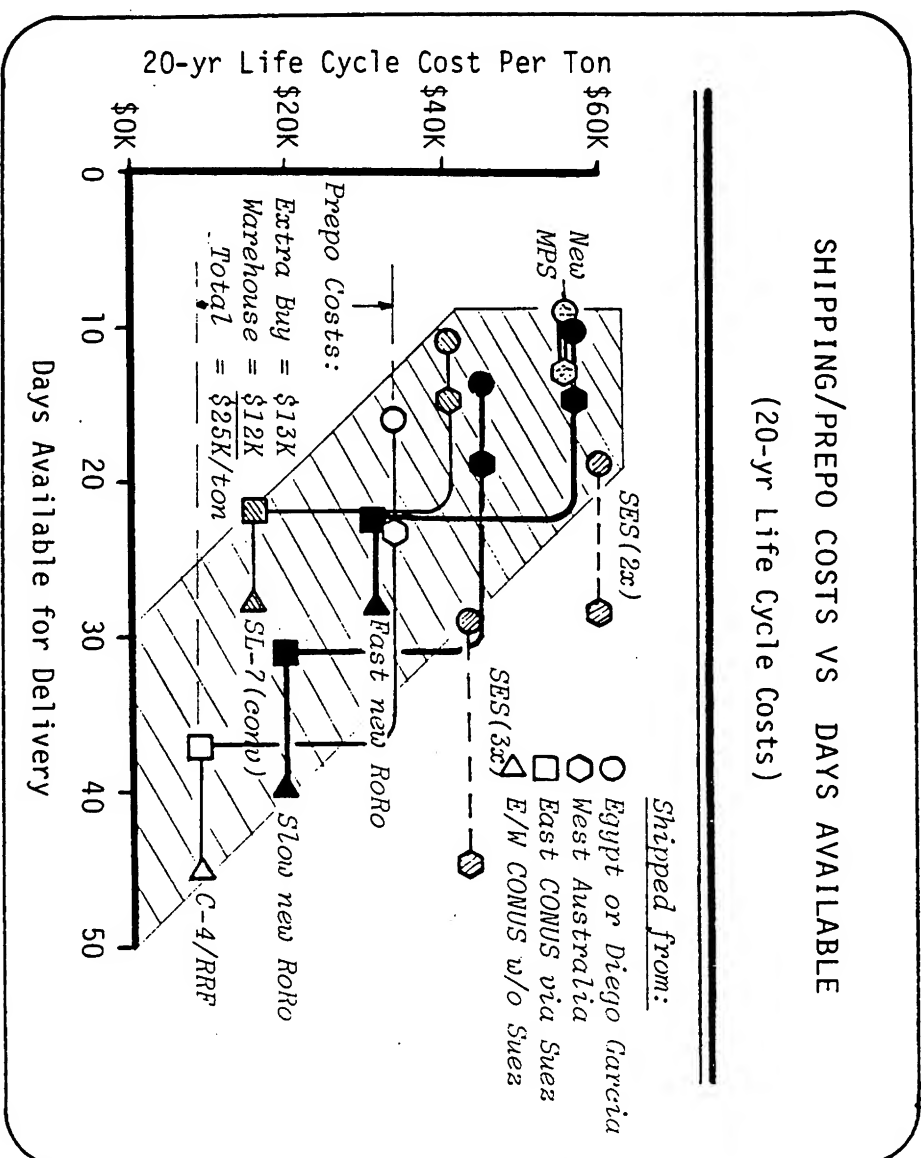 SHIPPING/PREPO COSTS VS DAYS AVAILABLE
(20-yr Life Cycle Costs)
20-yr Life Cycle Cost Per Ton
$60K
$40K
$20K
$0K
0
10
20
30
40
50
Days Available for Delivery
Shipped from:
Egypt or Diego Garcia
West Australia
East CONUS via Suez
E/W CONUS w/o Suez
New
MPS
SES(2x)
SES(3x)
Prepo Costs:
Extra Buy = $13K
Warehouse = $12K
Total = $25K/ton
Fast new RoRo
SL-7(conv)
Slow new RoRo
C-4/RRF